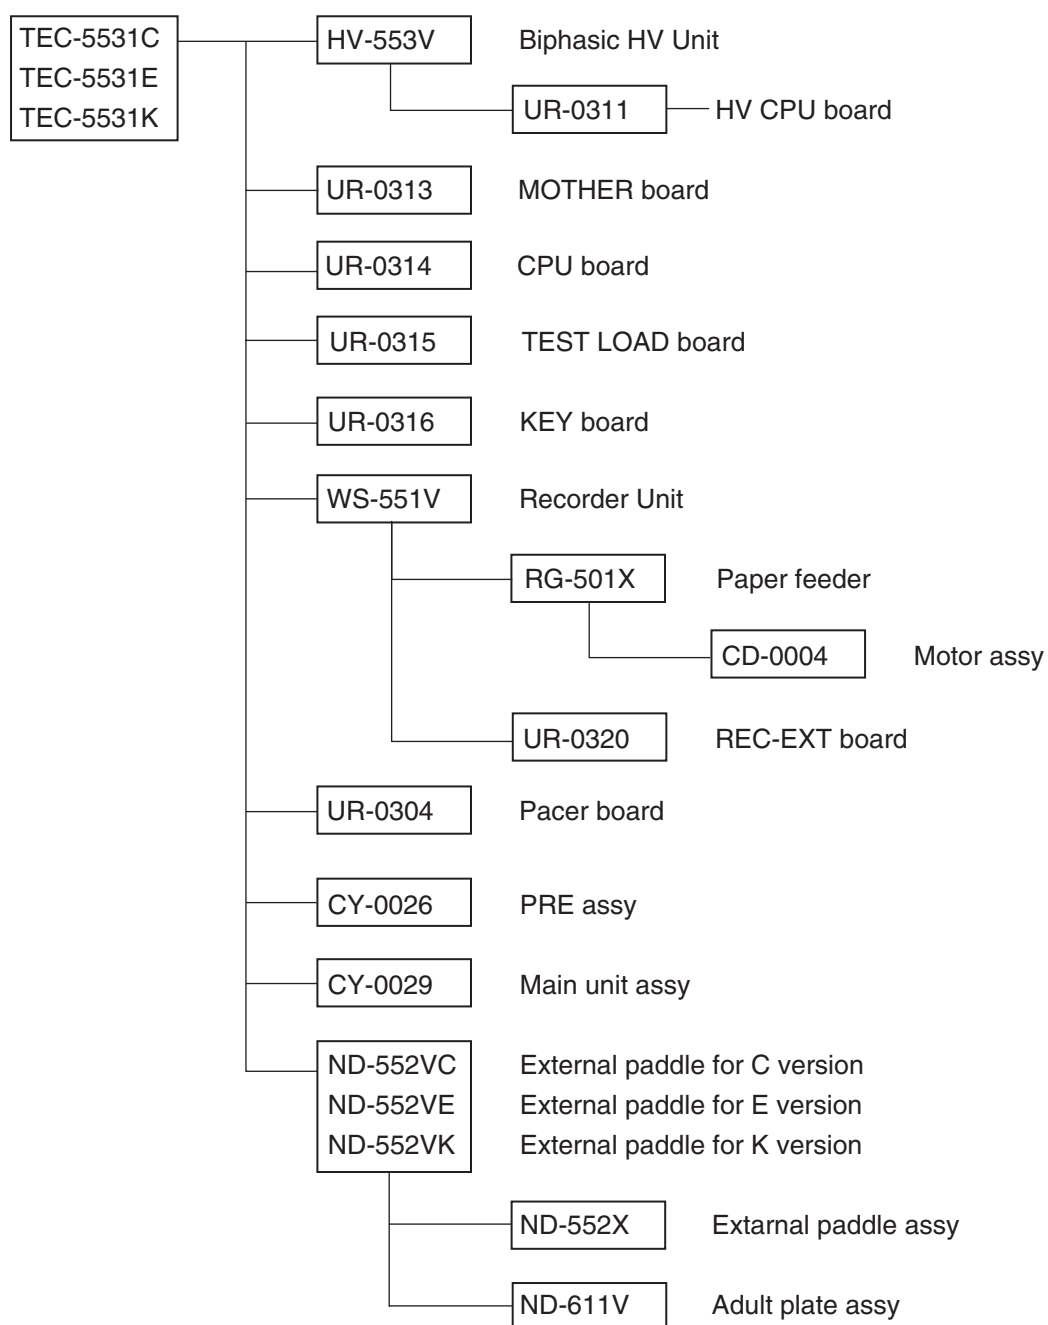 TEC-5531C
TEC-5531E
TEC-5531K
HV-553V Biphasic HV Unit
UR-0311 HV CPU board
UR-0313 MOTHER board
UR-0314 CPU board
UR-0315 TEST LOAD board
UR-0316 KEY board
WS-551V Recorder Unit
RG-501X Paper feeder
CD-0004 Motor assy
UR-0320 REC-EXT board
UR-0304 Pacer board
CY-0026 PRE assy
CY-0029 Main unit assy
ND-552VC External paddle for C version
ND-552VE External paddle for E version
ND-552VK External paddle for K version
ND-552X Extarnal paddle assy
ND-611V Adult plate assy